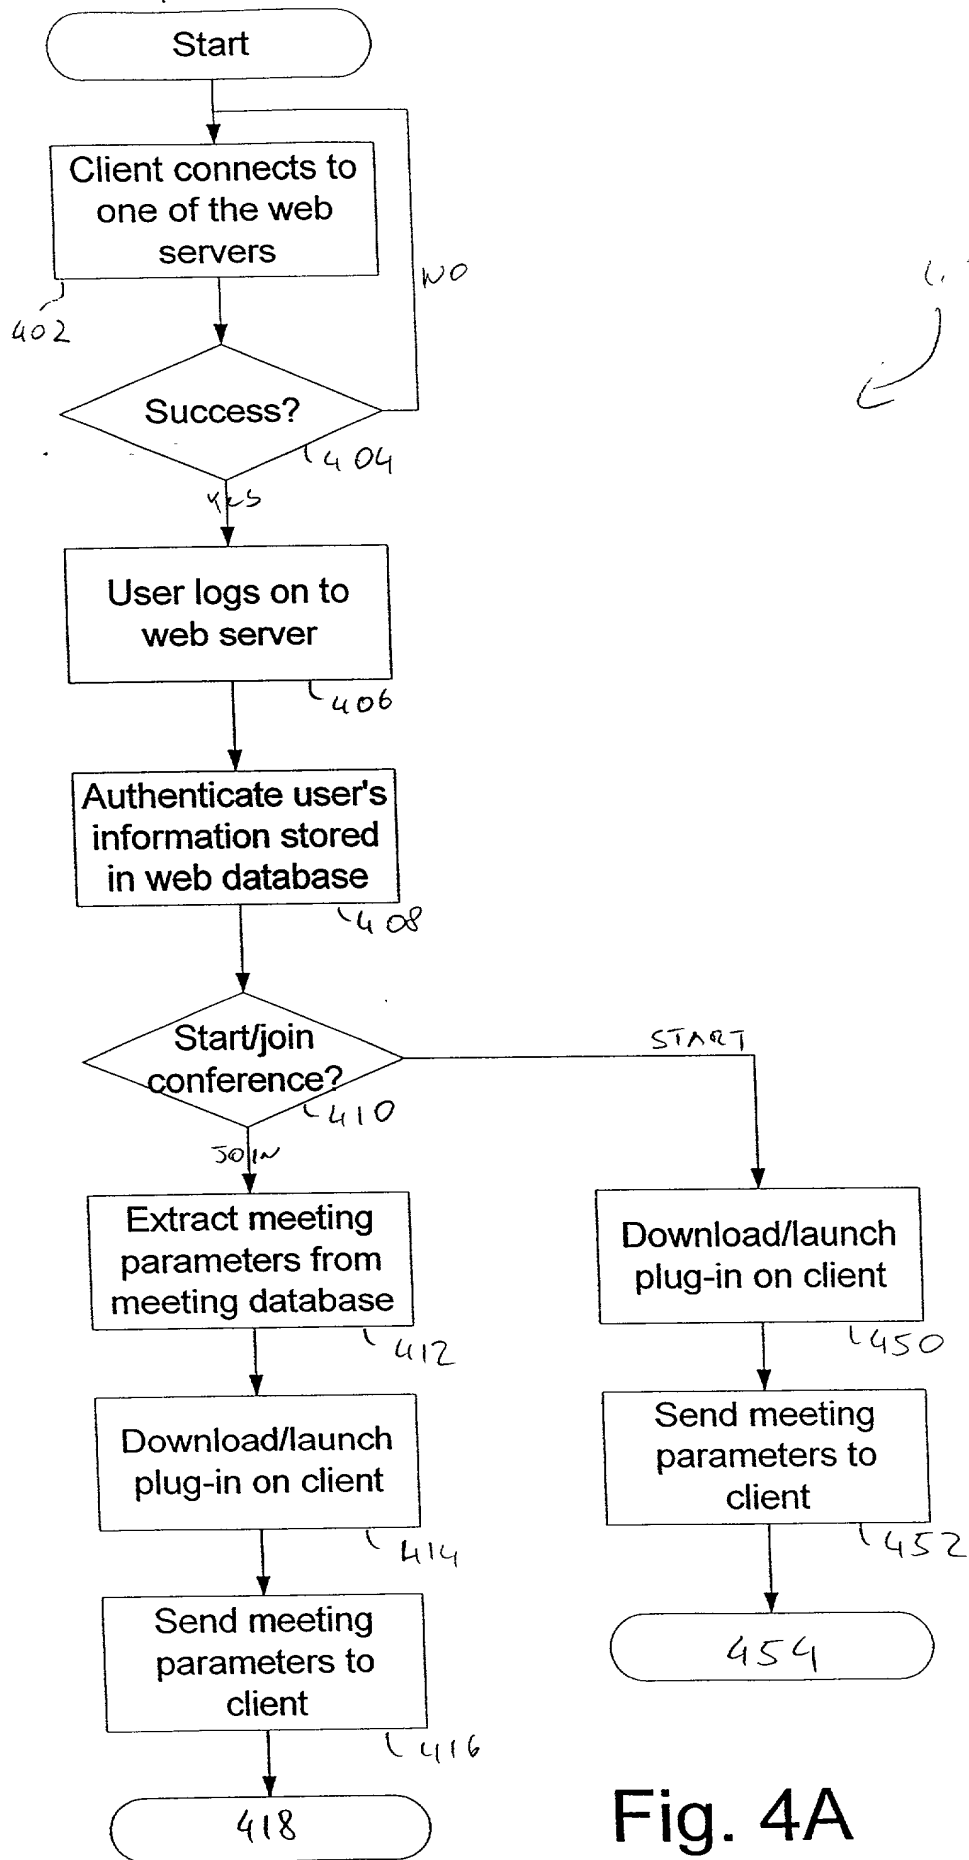 Start
Client connects to
one of the web
servers
NO
402
Success?
404
YES
User logs on to
web server
406
Authenticate user's
information stored
in web database
408
Start/join
conference?
410
START
JOIN
Extract meeting
parameters from
meeting database
412
Download/launch
plug-in on client
414
Send meeting
parameters to
client
416
418
Download/launch
plug-in on client
450
Send meeting
parameters to
client
452
454
Fig. 4A